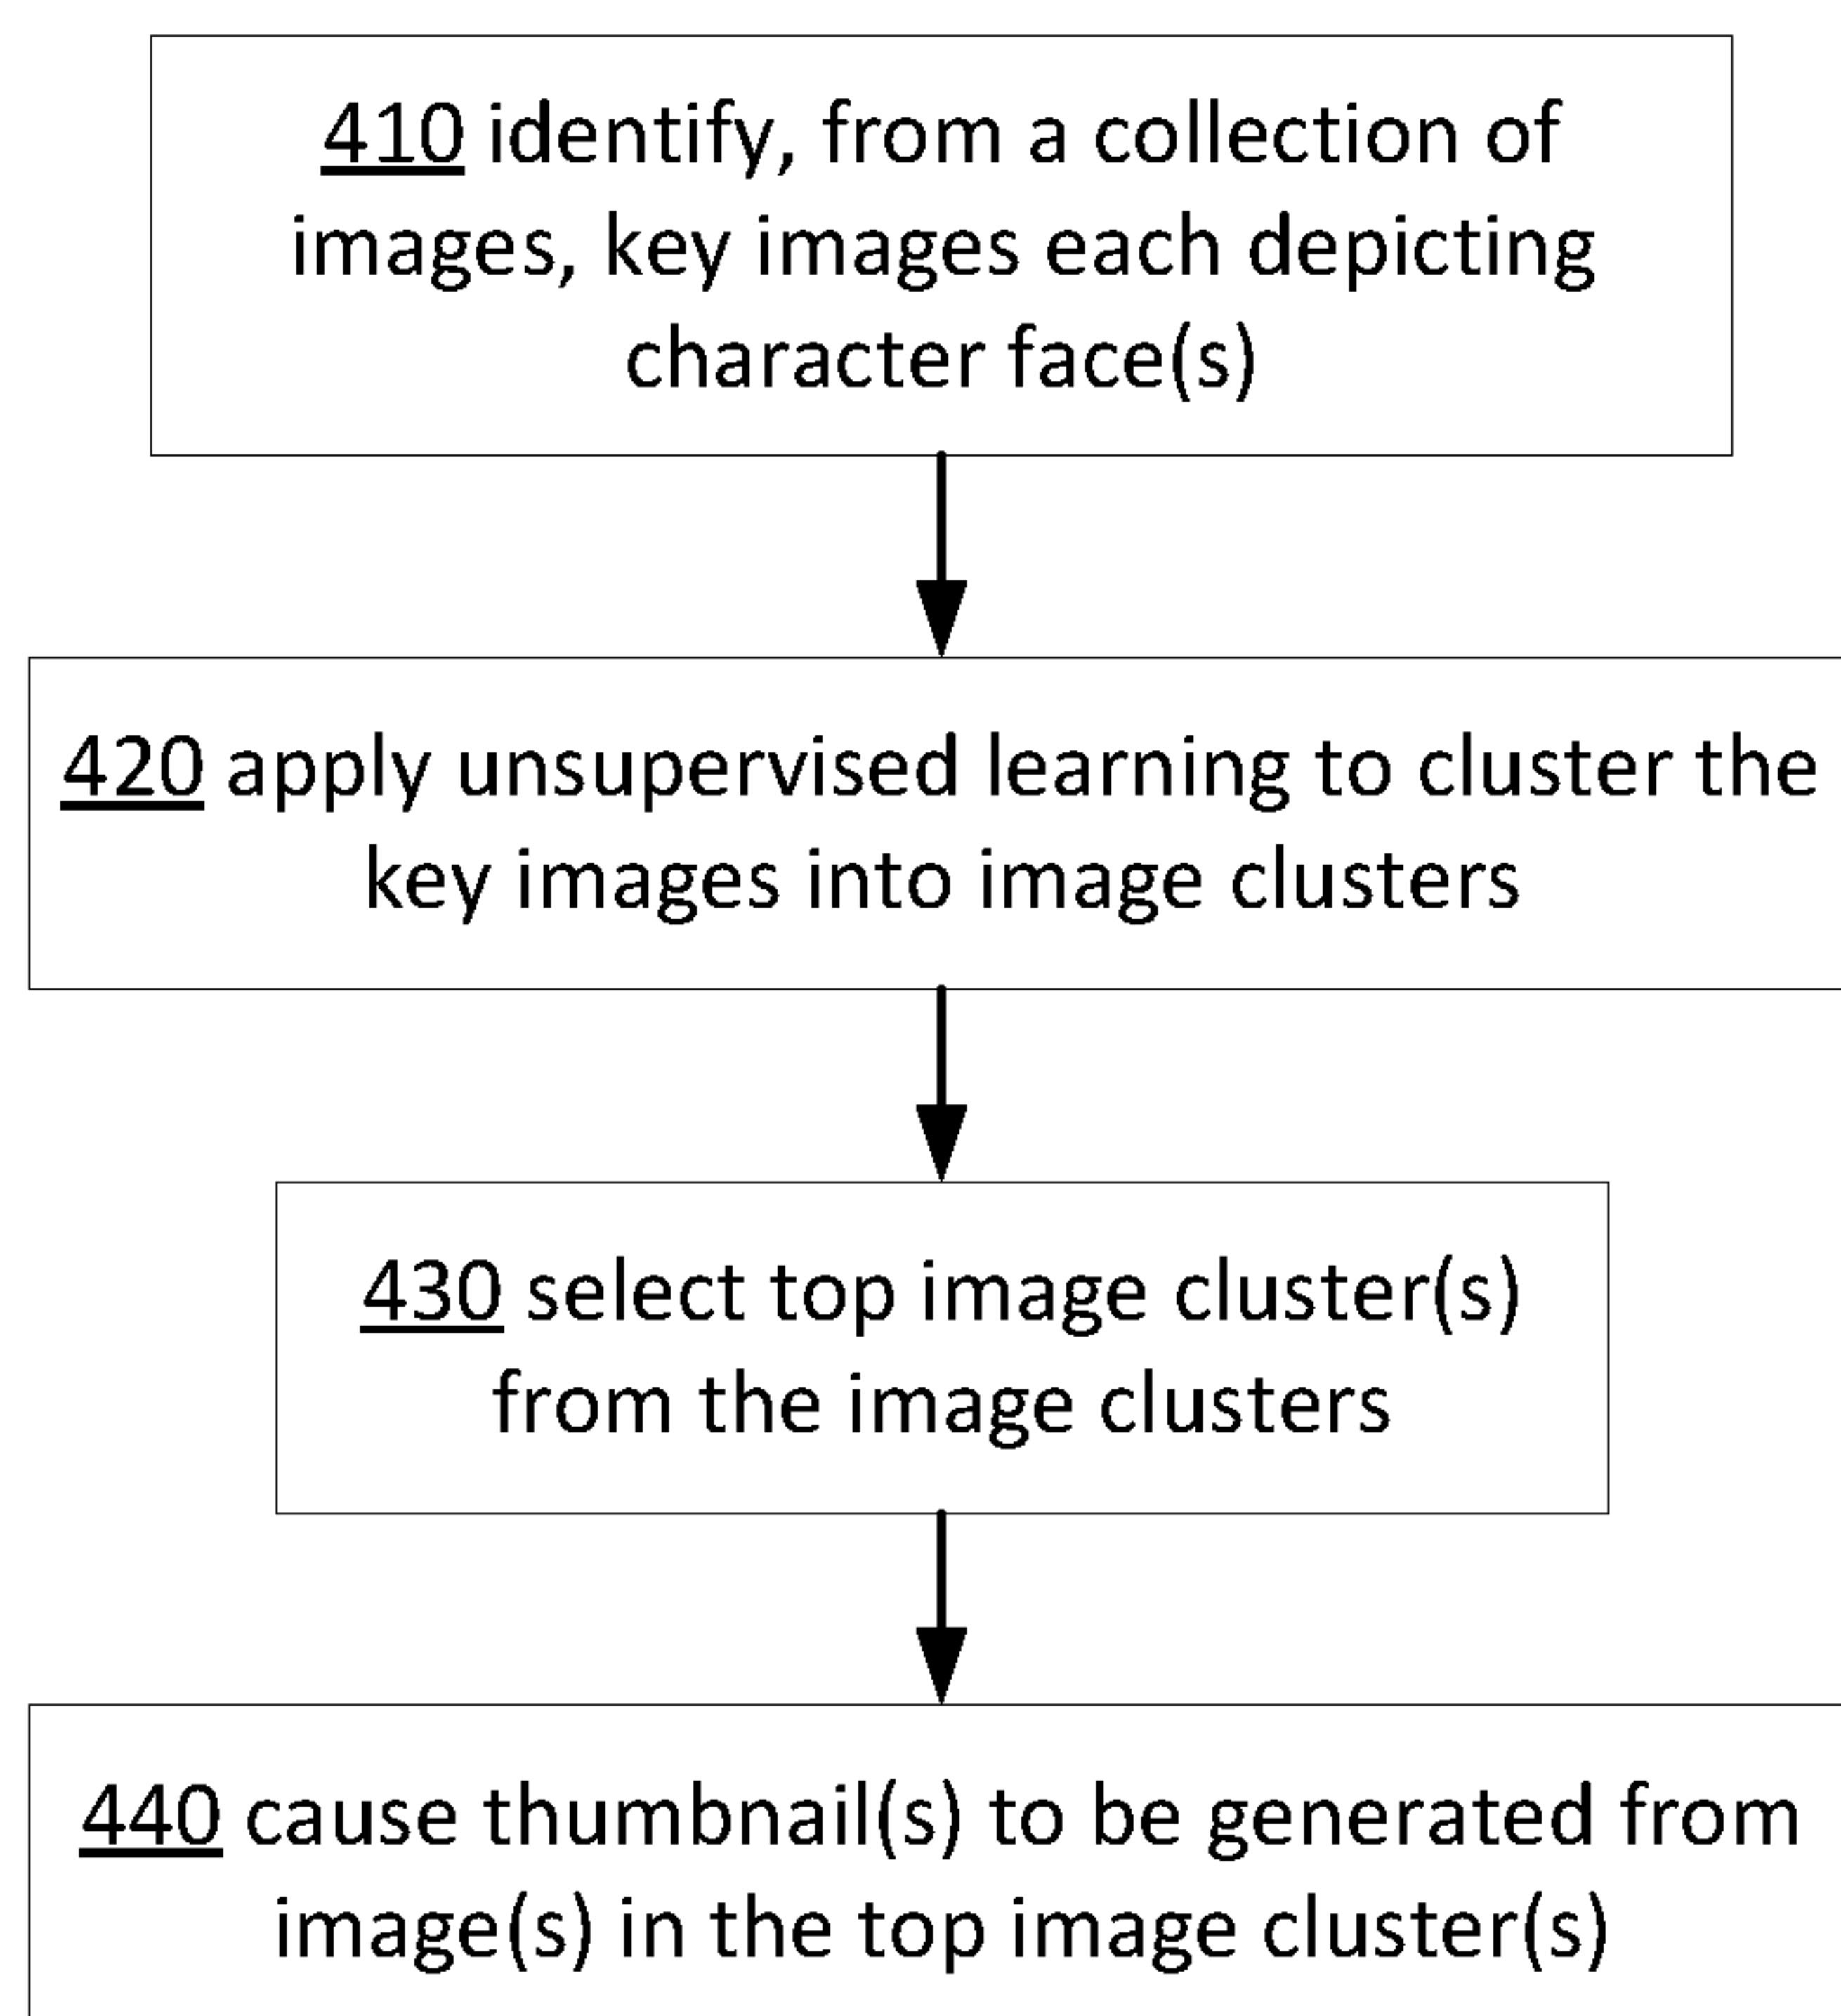 410 identify, from a collection of
images, key images each depicting
character face(s)
420 apply unsupervised learning to cluster the
key images into image clusters
430 select top image cluster(s)
from the image clusters
440 cause thumbnail(s) to be generated from
image(s) in the top image cluster(s)